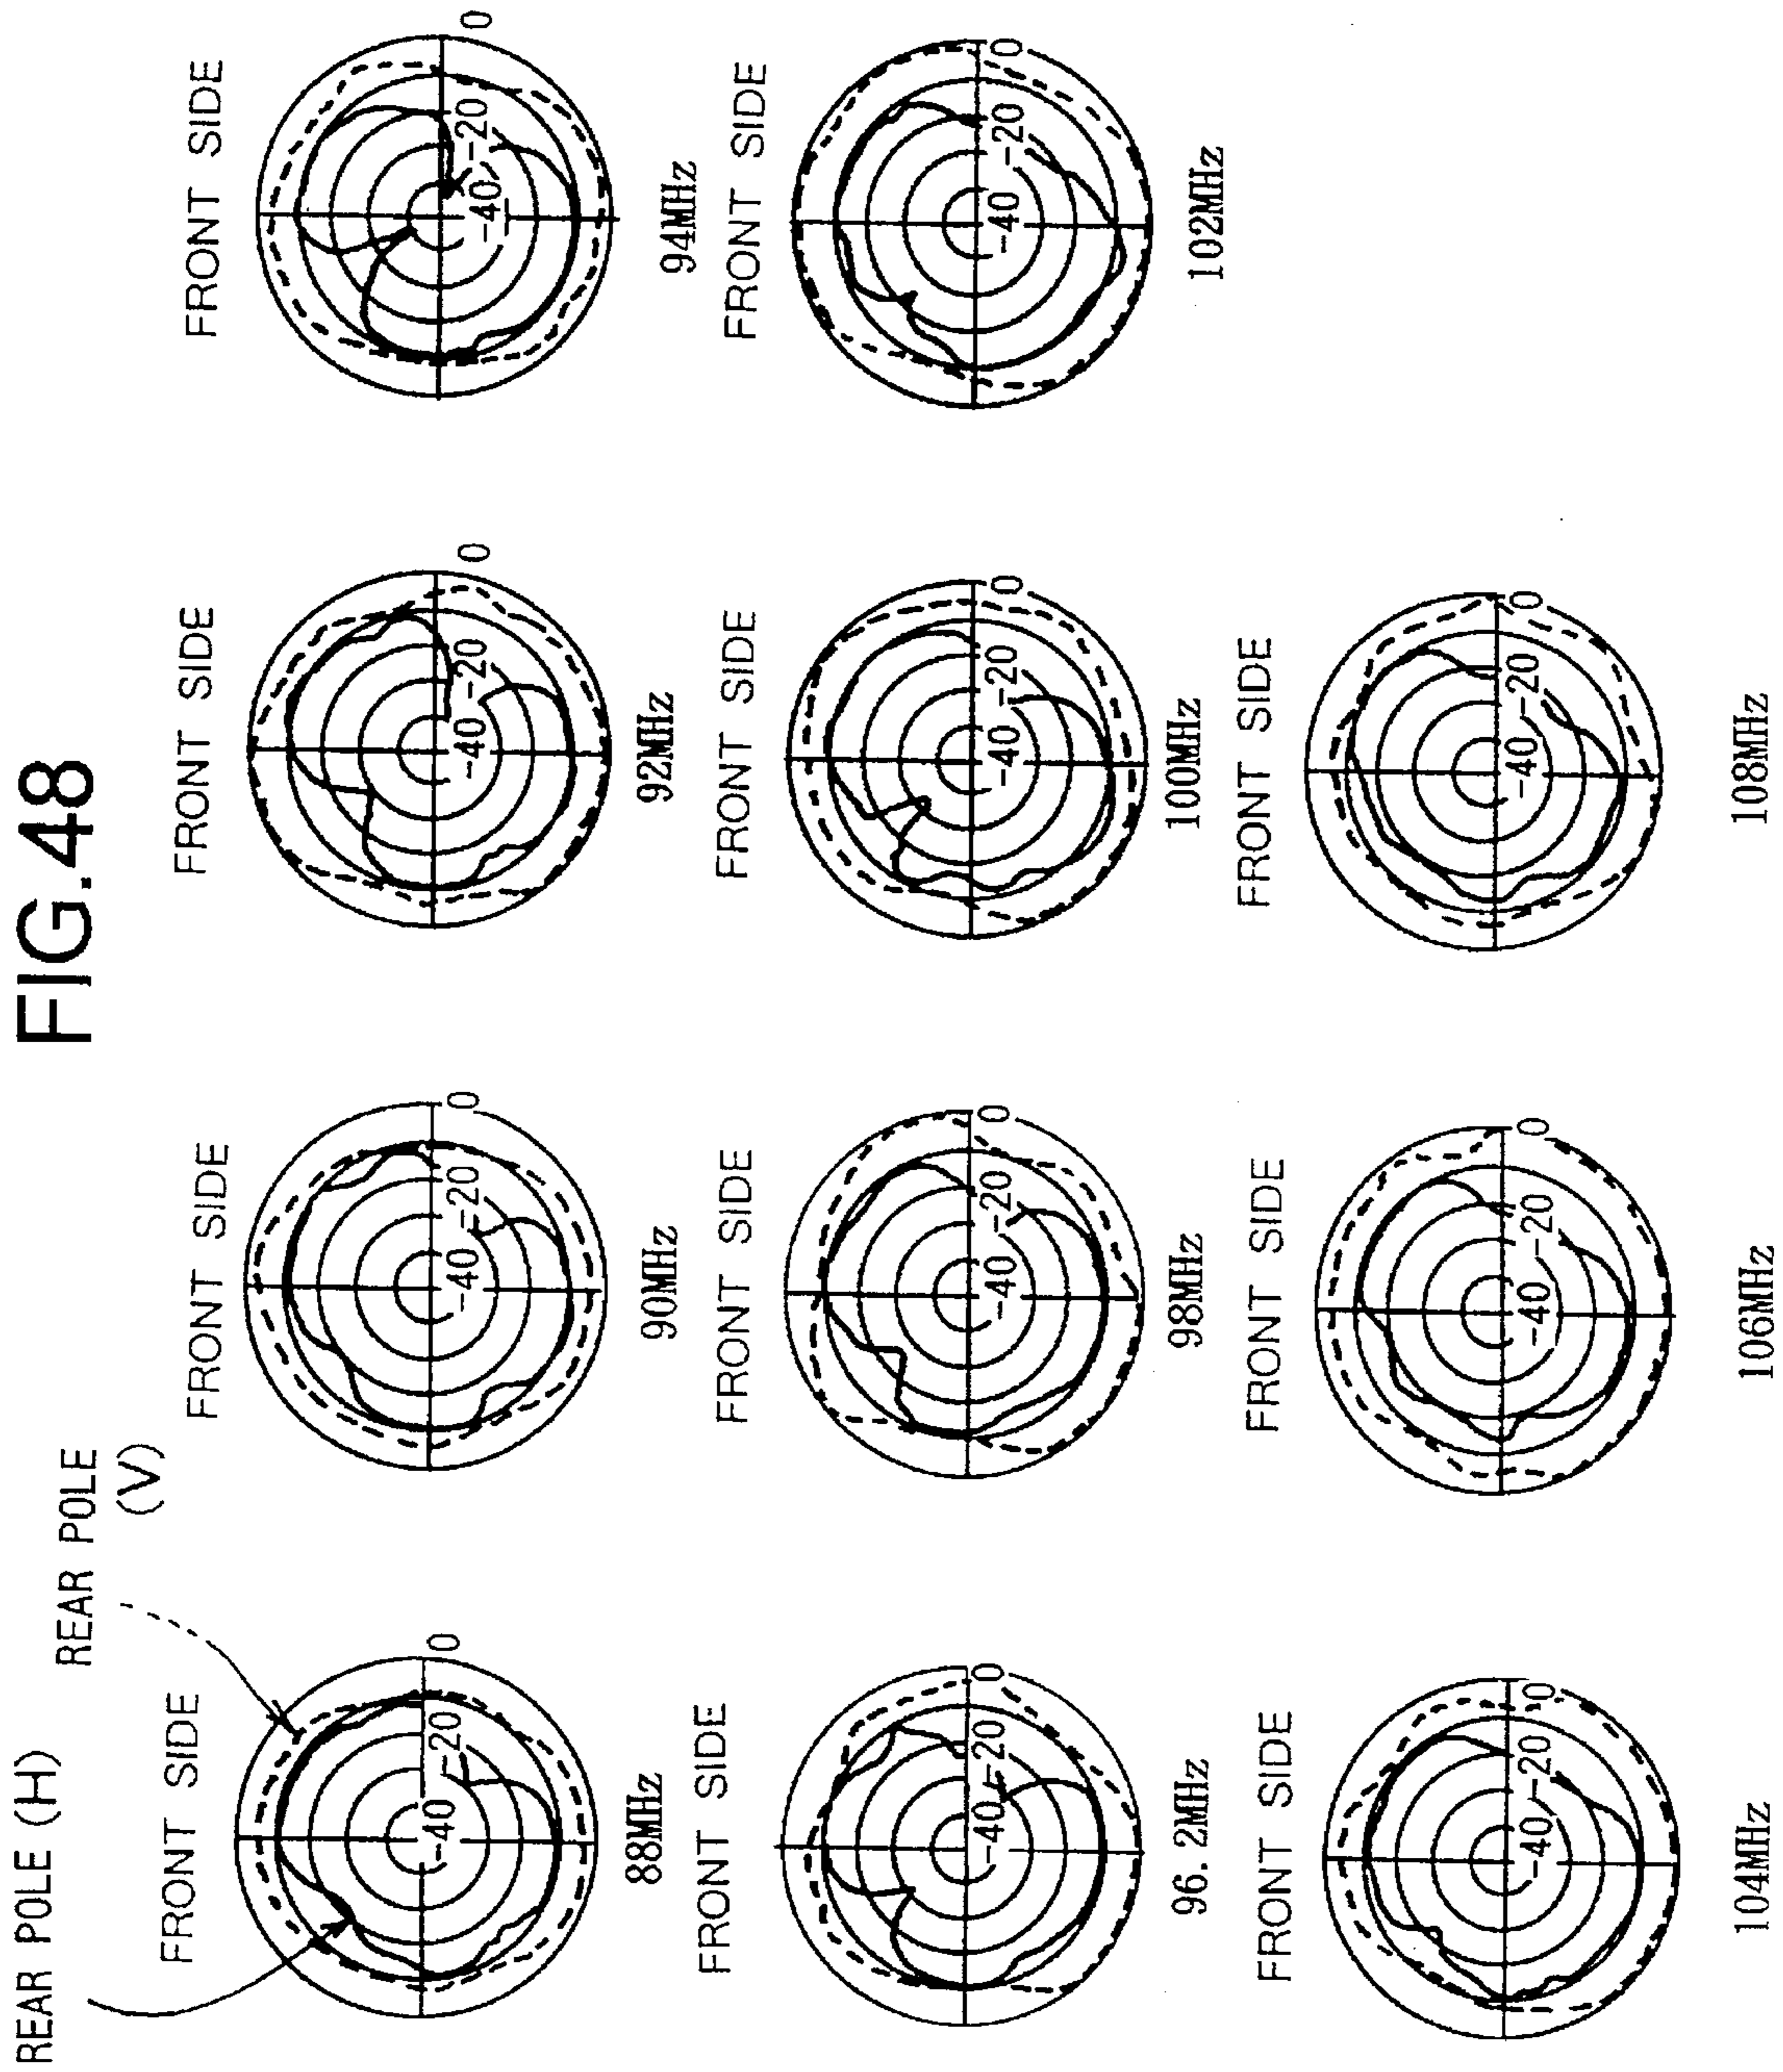 FIG.48
REAR POLE (H)
REAR POLE
(V)
FRONT SIDE FRONT SIDE FRONT SIDE FRONT SIDE
-40 -20 0 -40 -20 0 -40 -20 0 -40 -20 0
88MHz 90MHz 92MHz 94MHz
FRONT SIDE FRONT SIDE FRONT SIDE FRONT SIDE
-40 -20 0 -40 -20 0 -40 -20 0 -40 -20 0
96.2MHz 98MHz 100MHz 102MHz
FRONT SIDE FRONT SIDE FRONT SIDE
-40 -20 0 -40 -20 0 -40 -20 0
104MHz 106MHz 108MHz